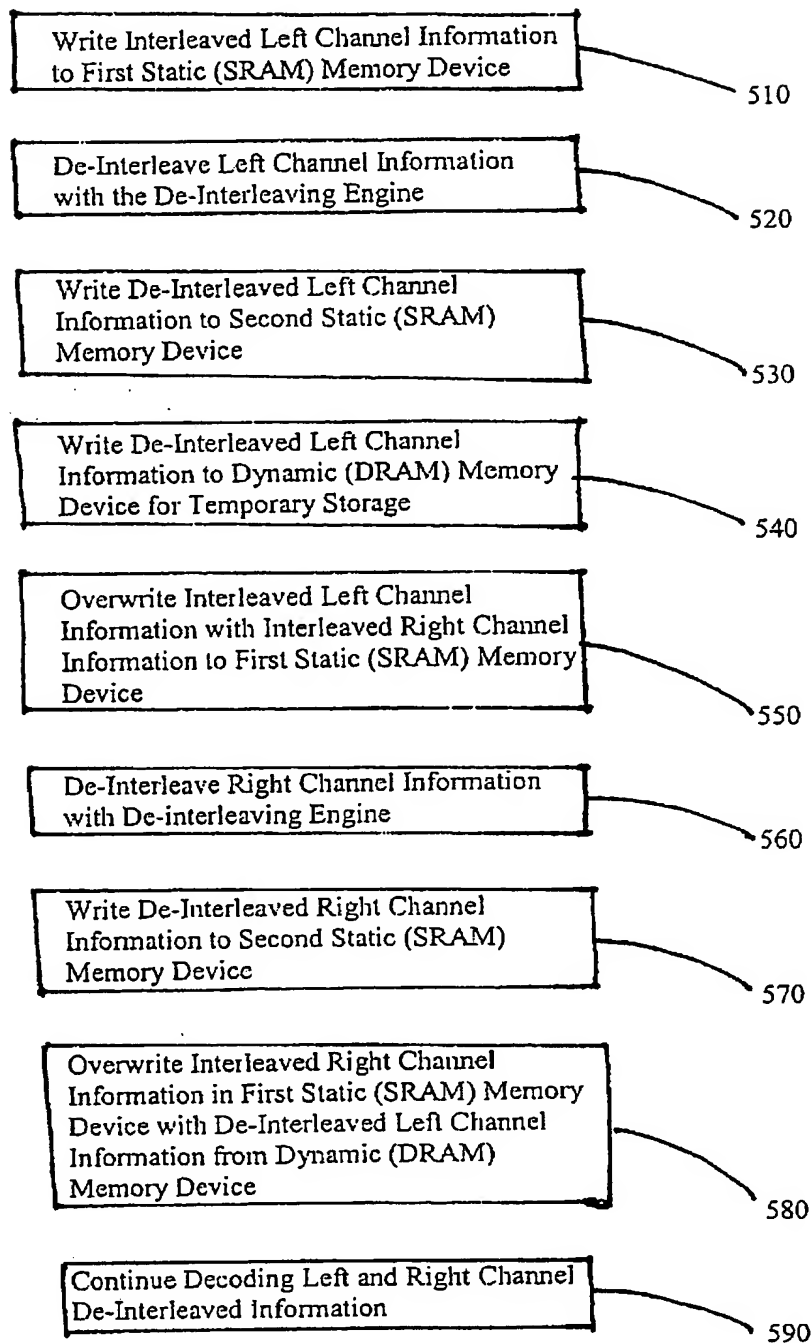 Write Interleaved Left Channel Information
to First Static (SRAM) Memory Device
510
De-Interleave Left Channel Information
with the De-Interleaving Engine
520
Write De-Interleaved Left Channel
Information to Second Static (SRAM)
Memory Device
530
Write De-Interleaved Left Channel
Information to Dynamic (DRAM) Memory
Device for Temporary Storage
540
Overwrite Interleaved Left Channel
Information with Interleaved Right Channel
Information to First Static (SRAM) Memory
Device
550
De-Interleave Right Channel Information
with De-interleaving Engine
560
Write De-Interleaved Right Channel
Information to Second Static (SRAM)
Memory Device
570
Overwrite Interleaved Right Channel
Information in First Static (SRAM) Memory
Device with De-Interleaved Left Channel
Information from Dynamic (DRAM)
Memory Device
580
Continue Decoding Left and Right Channel
De-Interleaved Information
590